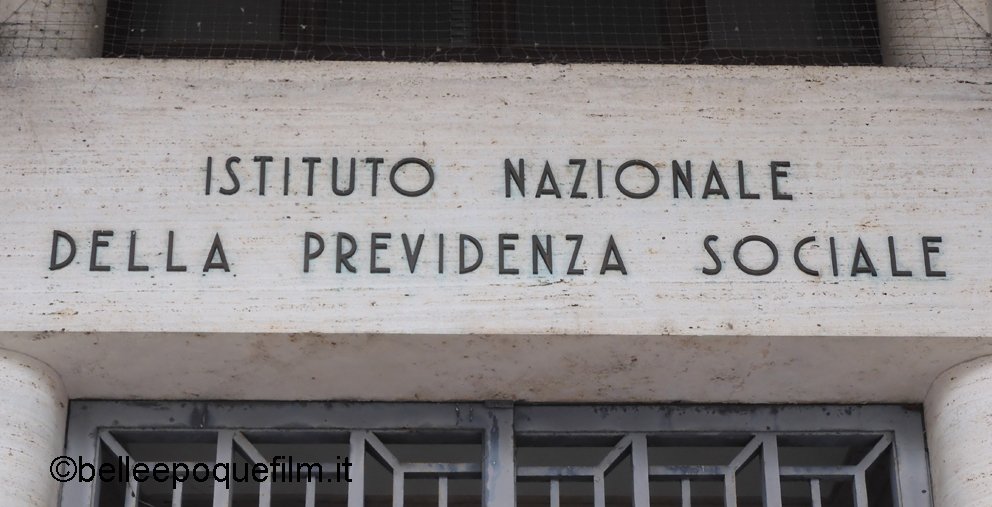 ISTITUTO NAZIONALE
DELLA PREVIDENZA SOCIALE
©belleepoquefilm.it